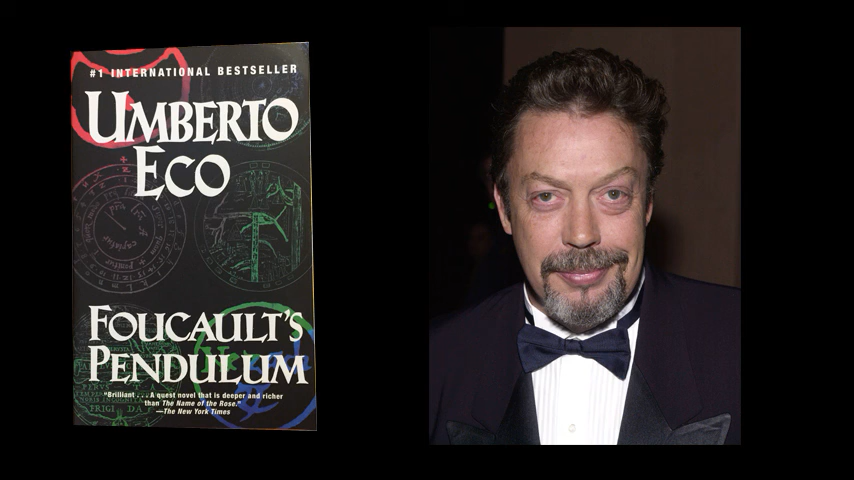 #1 INTERNATIONAL BESTSELLER
UMBERTO
ECO
FOUCAULT'S
PENDULUM
"Brilliant . . . A quest novel that is deeper and richer
than The Name of the Rose."
—The New York Times